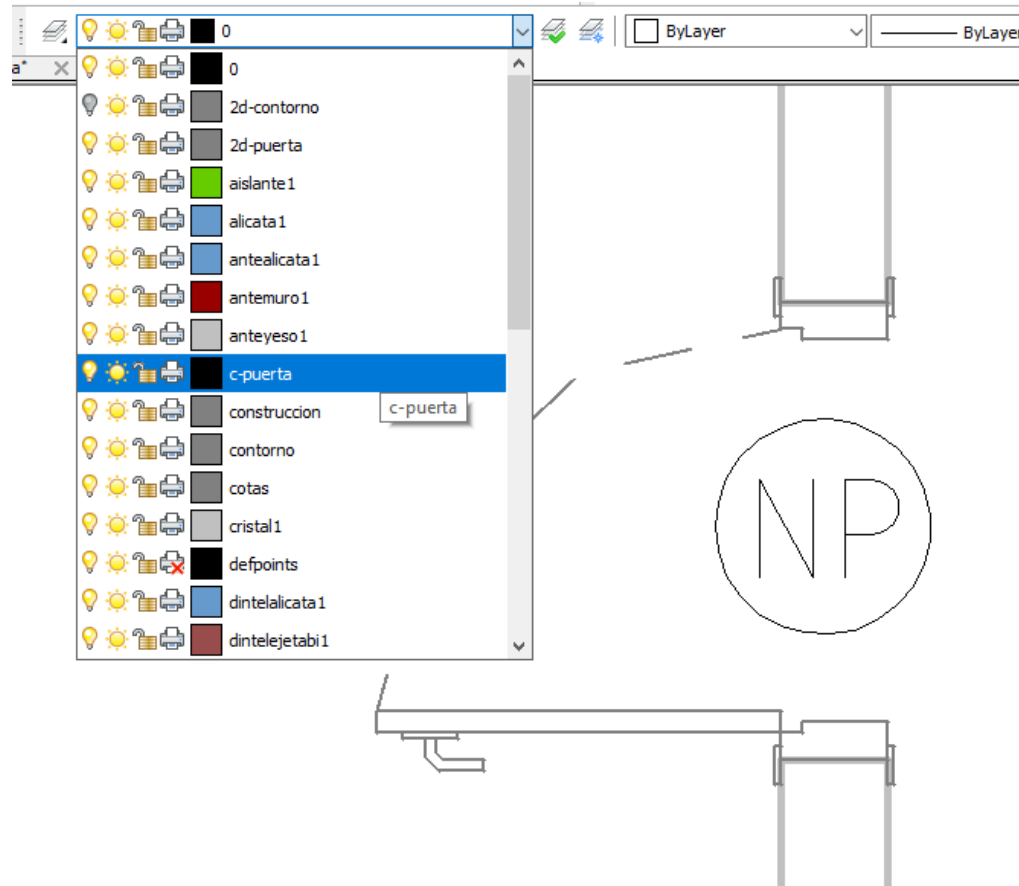 0 ByLayer ByLayer
a*
0
2d-contorno
2d-puerta
aislante1
alicata1
antealicata1
antemuro1
anteyeso1
c-puerta
construccion c-puerta
contorno
cotas
cristal1
NP
defpoints
dintelalicata1
dintelejetabi1